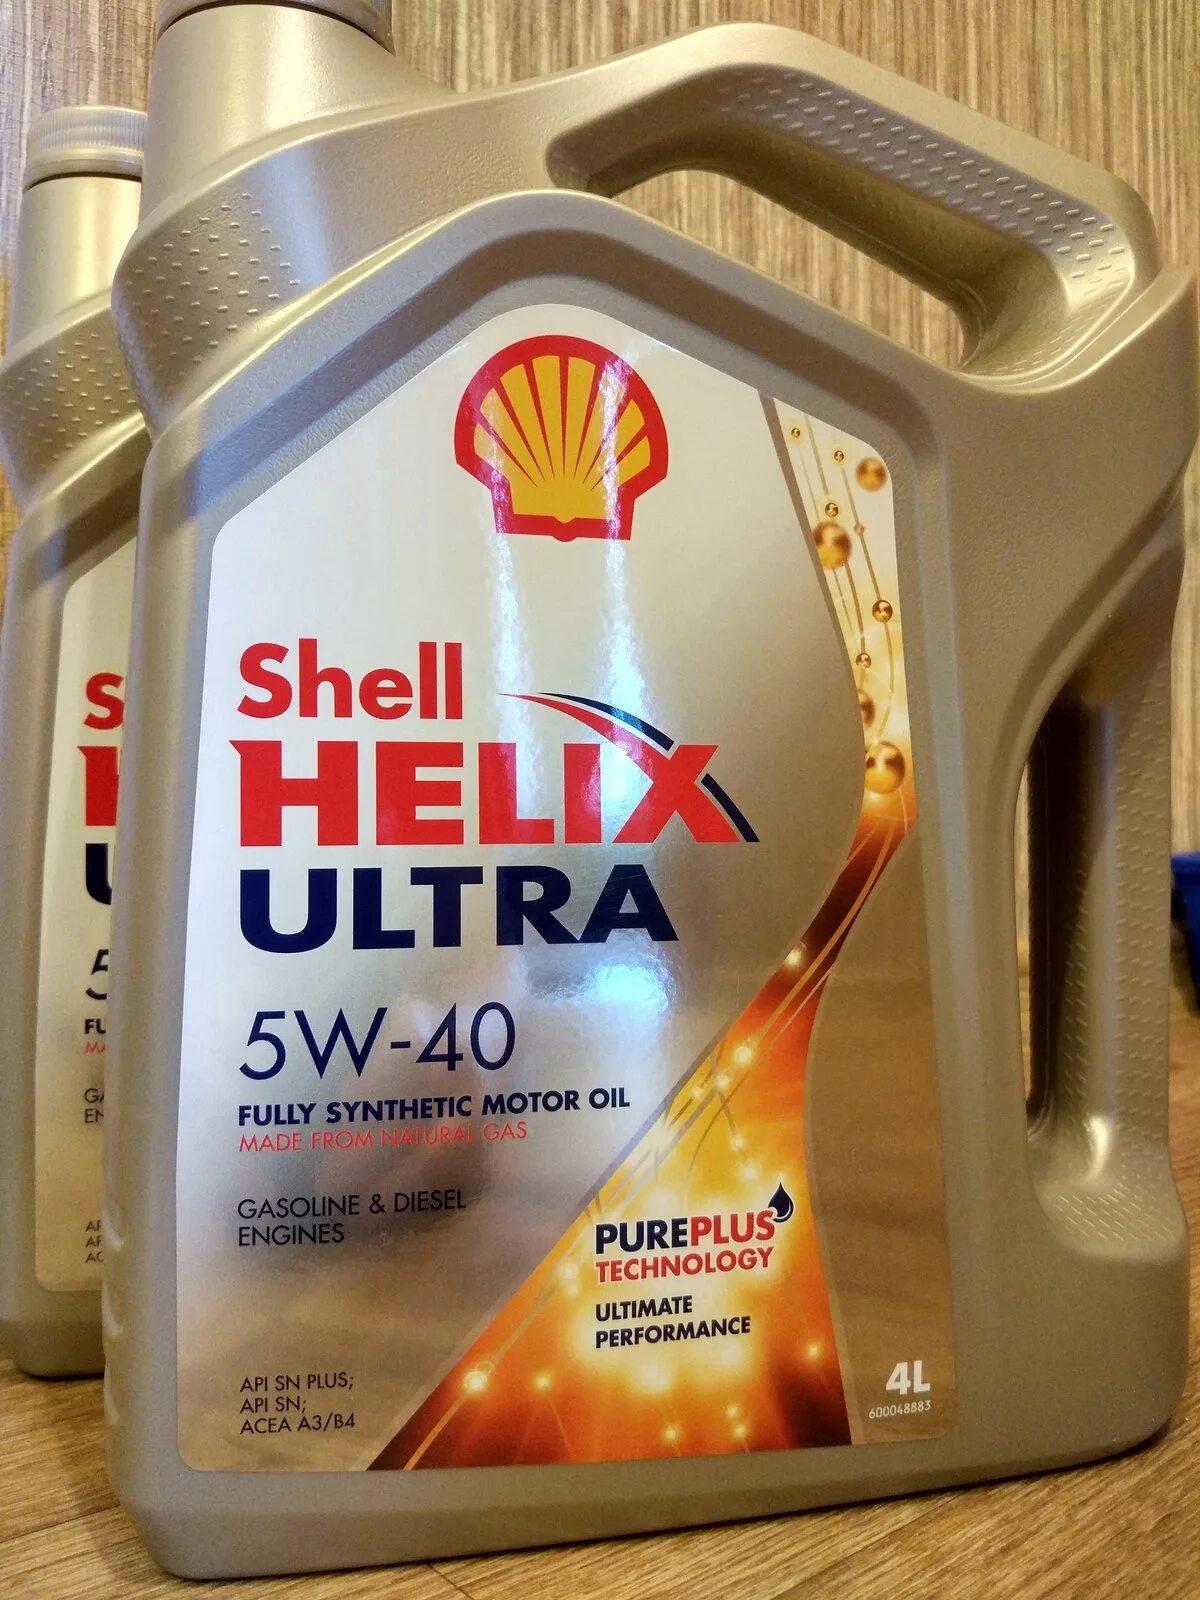 Shell
HELIX
ULTRA
5W-40
FULLY SYNTHETIC MOTOR OIL
MADE FROM NATURAL GAS
GASOLINE & DIESEL
ENGINES
PUREPLUS
TECHNOLOGY
ULTIMATE
PERFORMANCE
API SN PLUS;
API SN;
ACEA A3/B4
4L
600048883